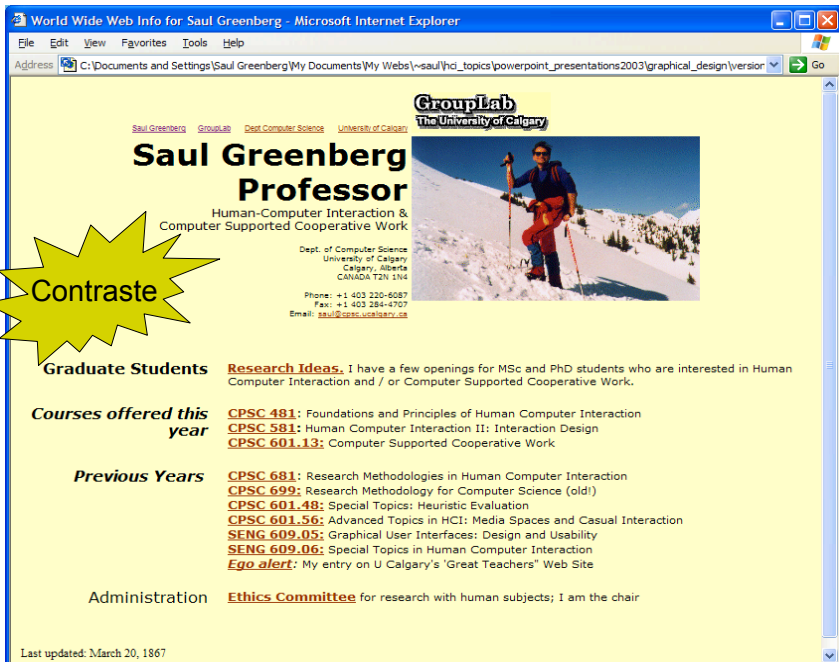 World Wide Web Info for Saul Greenberg - Microsoft Internet Explorer
File Edit View Favorites Tools Help
Address C:\Documents and Settings\Saul Greenberg\My Documents\My Webs\~saul\hci_topics\powerpoint_presentations2003\graphical_design\version Go
GroupLab
The University of Calgary
Saul Greenberg GroupLab Dept Computer Science University of Calgary
Saul Greenberg
Professor
Human-Computer Interaction &
Computer Supported Cooperative Work
Dept. of Computer Science
University of Calgary
Calgary, Alberta
CANADA T2N 1N4
Phone: +1 403 220-6087
Fax: +1 403 284-4707
Email: saul@cpsc.ucalgary.ca
Contraste
Graduate Students Research Ideas. I have a few openings for MSc and PhD students who are interested in Human
Computer Interaction and / or Computer Supported Cooperative Work.
Courses offered this year
CPSC 481: Foundations and Principles of Human Computer Interaction
CPSC 581: Human Computer Interaction II: Interaction Design
CPSC 601.13: Computer Supported Cooperative Work
Previous Years CPSC 681: Research Methodologies in Human Computer Interaction
CPSC 699: Research Methodology for Computer Science (old!)
CPSC 601.48: Special Topics: Heuristic Evaluation
CPSC 601.56: Advanced Topics in HCI: Media Spaces and Casual Interaction
SENG 609.05: Graphical User Interfaces: Design and Usability
SENG 609.06: Special Topics in Human Computer Interaction
Ego alert: My entry on U Calgary's 'Great Teachers" Web Site
Administration Ethics Committee for research with human subjects; I am the chair
Last updated: March 20, 1867